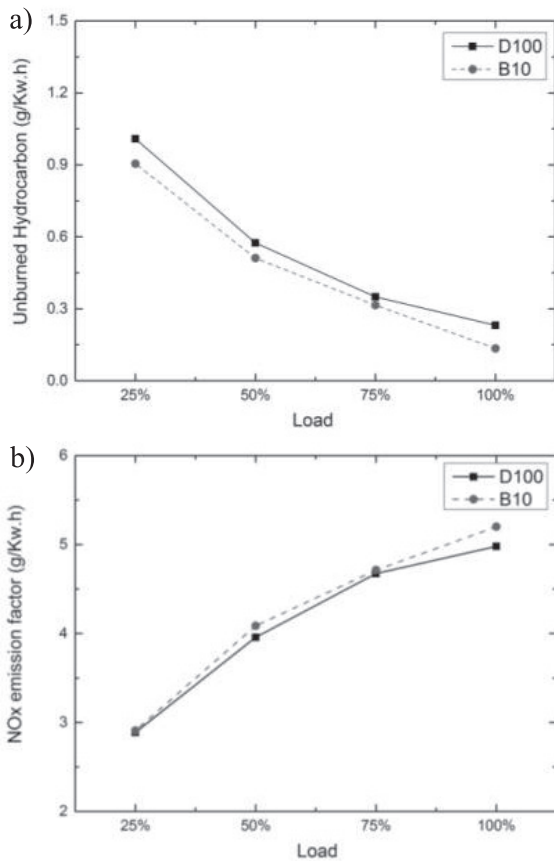 a)
1.5
1.2
0.9
0.6
0.3
0.0
Unburned Hydrocarbon (g/Kw.h)
D100
B10
25% 50% 75% 100%
Load
b)
6
5
4
3
2
NOx emission factor (g/Kw.h)
D100
B10
25% 50% 75% 100%
Load